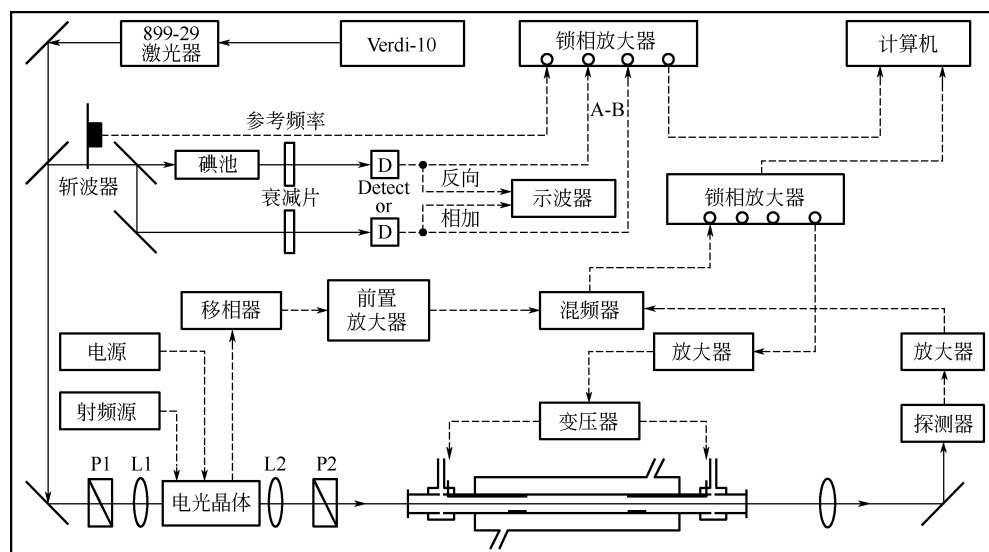 899-29
激光器
Verdi-10
锁相放大器
计算机
A-B
参考频率
斩波器
碘池
衰减片
D
Detect
or
D
反向
相加
示波器
锁相放大器
移相器
前置
放大器
混频器
电源
放大器
放大器
射频源
变压器
探测器
P1
L1
电光晶体
L2
P2